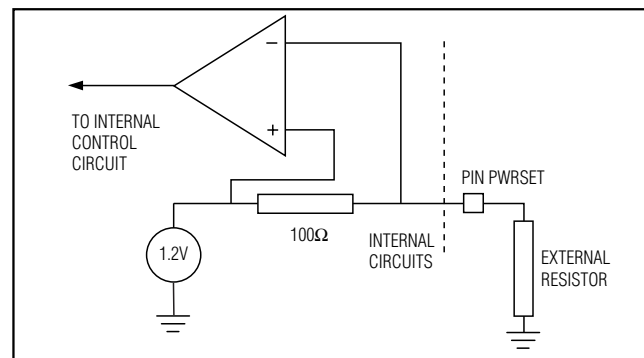 −
+
TO INTERNAL
CONTROL
CIRCUIT
PIN PWRSET
1.2V
100Ω
INTERNAL
CIRCUITS
EXTERNAL
RESISTOR